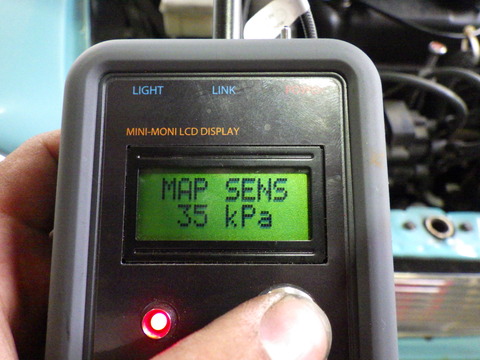 LIGHT LINK
MINI-MONI LCD DISPLAY
MAP SENS
35 kPa